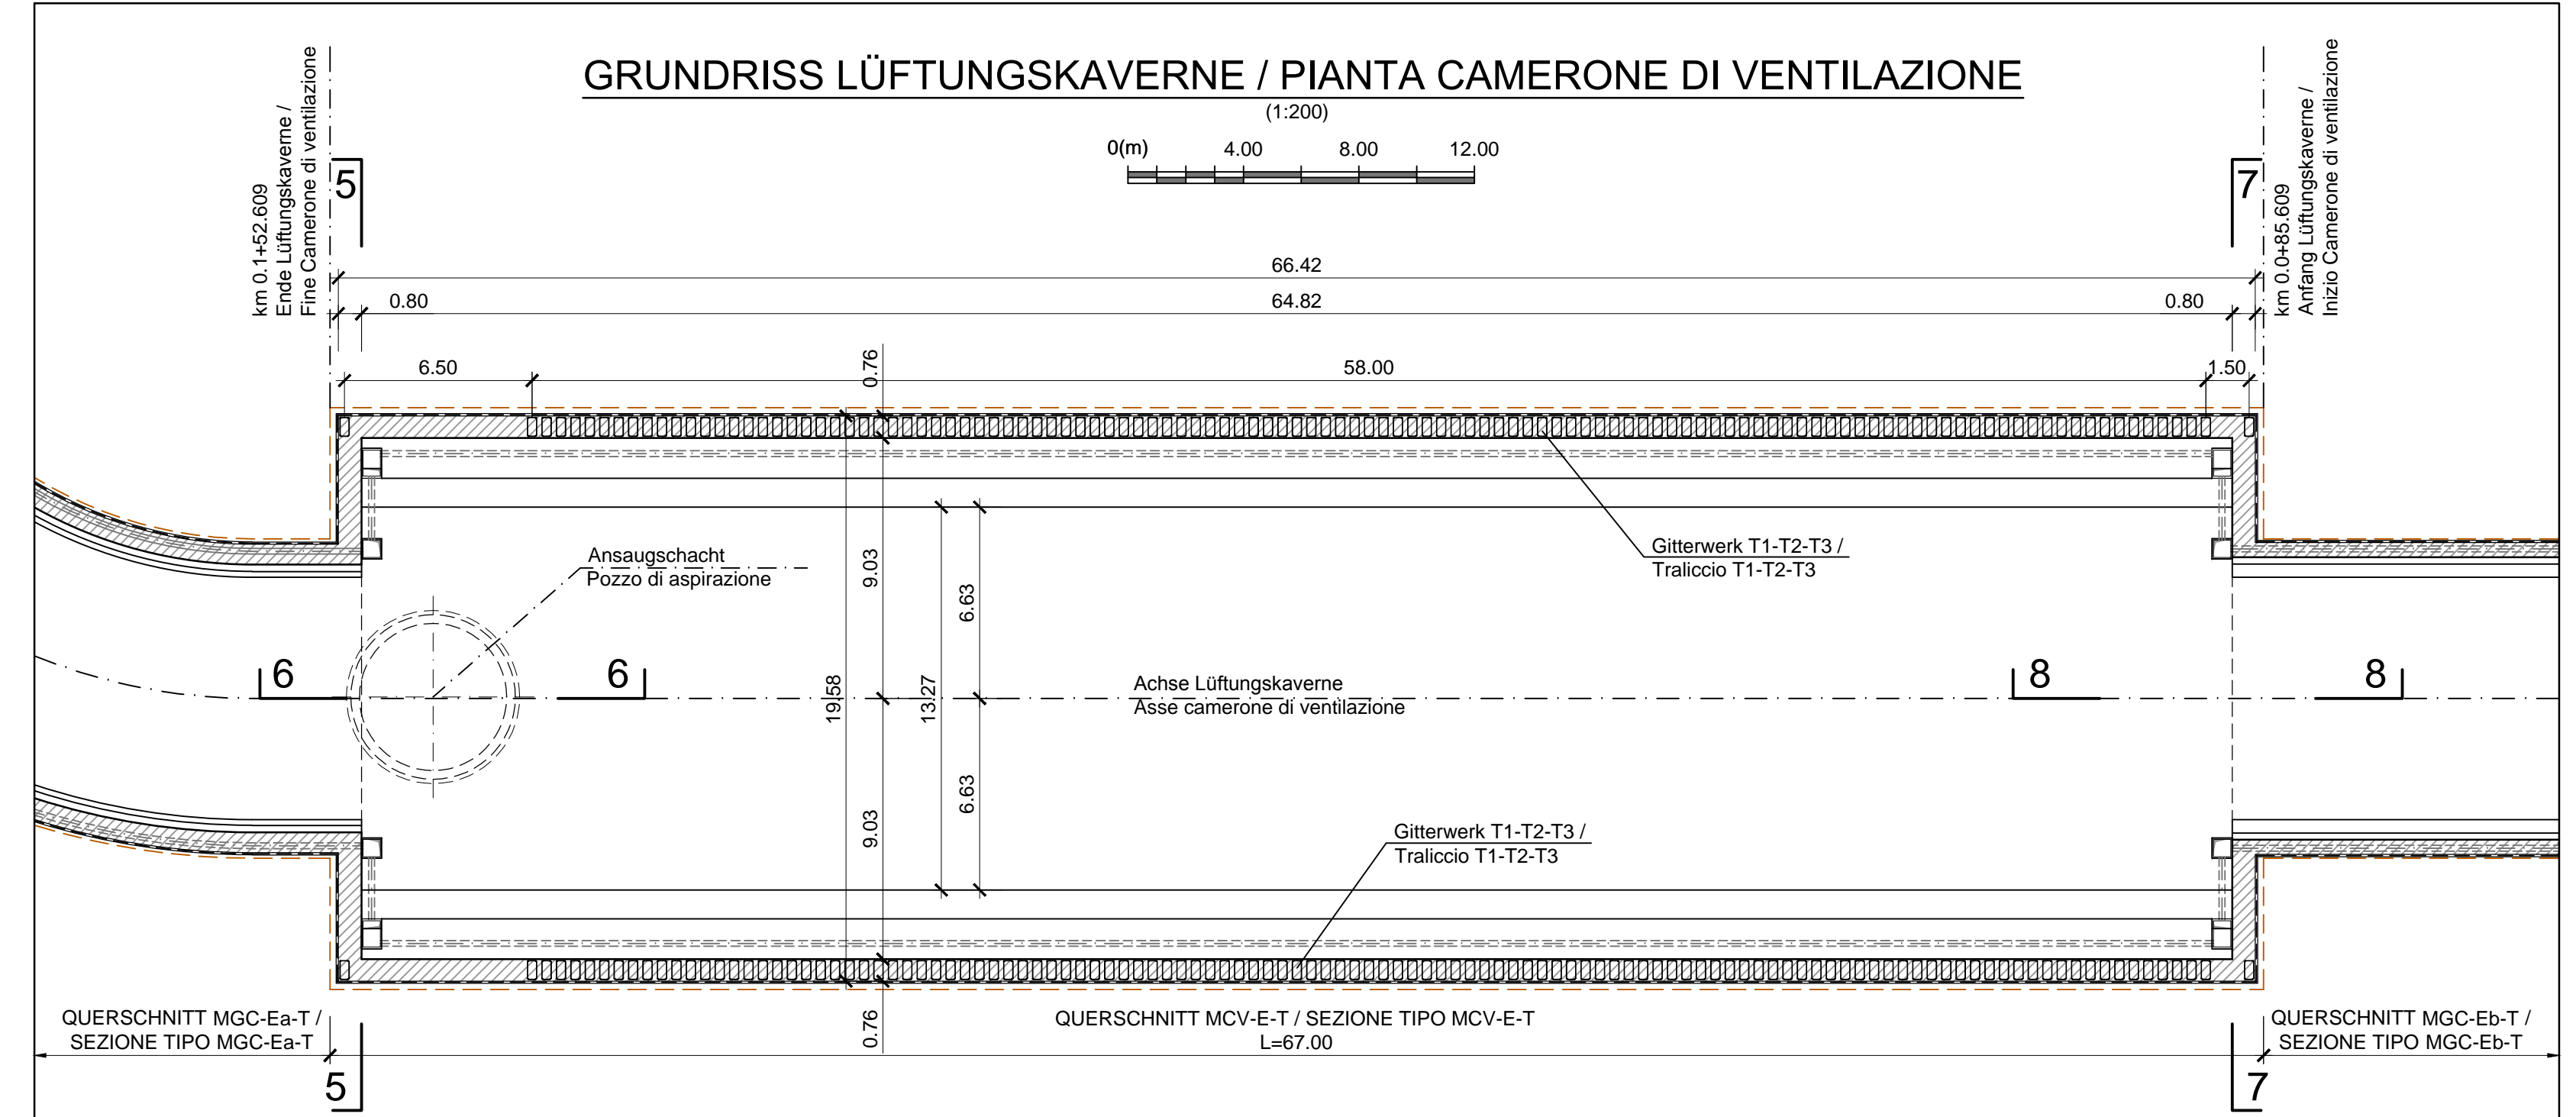 GRUNDRISS LÜFTUNGSKAVERNE / PIANTA CAMERONE DI VENTILAZIONE
(1:200)
0(m) 4.00 8.00 12.00
km 0.1+52.609
Ende Lüftungskaverne /
Fine Camerone di ventilazione
5
7
km 0.0+85.609
Anfang Lüftungskaverne /
Inizio Camerone di ventilazione
66.42
0.80 64.82 0.80
6.50 0.76 58.00 1.50
Ansaugschacht
Pozzo di aspirazione
9.03
6.63
Gitterwerk T1-T2-T3 /
Traliccio T1-T2-T3
6 6 8 8
19.58
13.27
Achse Lüftungskaverne
Asse camerone di ventilazione
9.03
6.63
Gitterwerk T1-T2-T3 /
Traliccio T1-T2-T3
0.76
QUERSCHNITT MGC-Ea-T /
SEZIONE TIPO MGC-Ea-T
QUERSCHNITT MCV-E-T / SEZIONE TIPO MCV-E-T
L=67.00
QUERSCHNITT MGC-Eb-T /
SEZIONE TIPO MGC-Eb-T
5
7